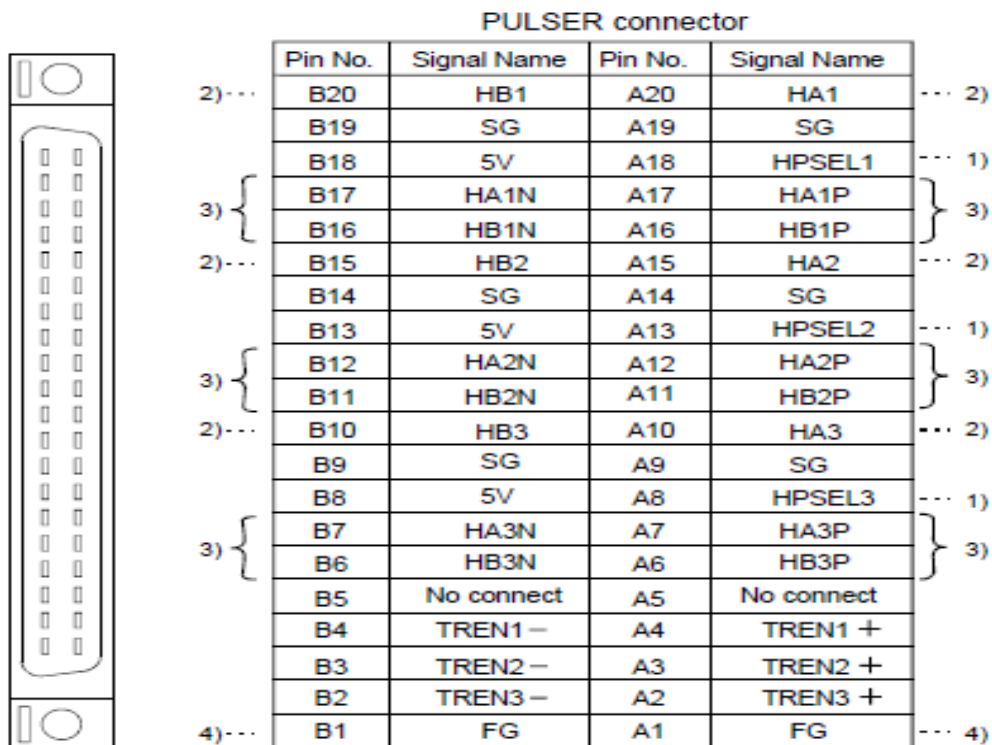 PULSER connector
Pin No. Signal Name Pin No. Signal Name
2)--- B20 HB1 A20 HA1 --- 2)
B19 SG A19 SG
B18 5V A18 HPSEL1 --- 1)
3) B17 HA1N A17 HA1P 3)
B16 HB1N A16 HB1P
2)--- B15 HB2 A15 HA2 --- 2)
B14 SG A14 SG
B13 5V A13 HPSEL2 --- 1)
3) B12 HA2N A12 HA2P 3)
B11 HB2N A11 HB2P
2)--- B10 HB3 A10 HA3 --- 2)
B9 SG A9 SG
B8 5V A8 HPSEL3 --- 1)
3) B7 HA3N A7 HA3P 3)
B6 HB3N A6 HB3P
B5 No connect A5 No connect
B4 TREN1− A4 TREN1 +
B3 TREN2− A3 TREN2 +
B2 TREN3− A2 TREN3 +
4)--- B1 FG A1 FG --- 4)